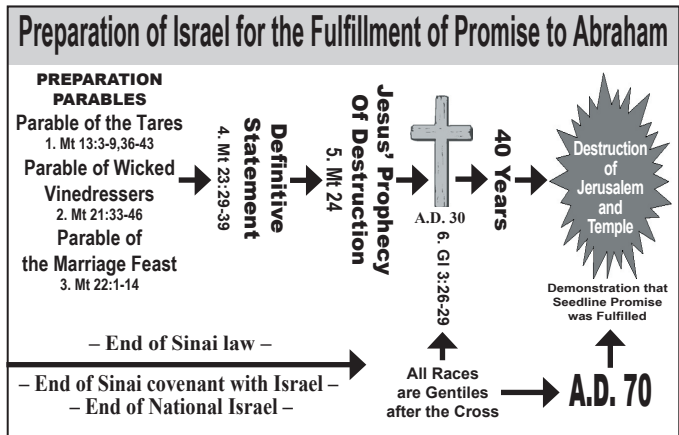 Preparation of Israel for the Fulfillment of Promise to Abraham
PREPARATION
PARABLES
Parable of the Tares
1. Mt 13:3-9,36-43
Parable of Wicked
Vinedressers
2. Mt 21:33-46
Parable of
the Marriage Feast
3. Mt 22:1-14
Definitive
Statement
4. Mt 23:29-39
Jesus' Prophecy
Of Destruction
5. Mt 24
A.D. 30
6. Gl 3:26-29
40 Years
Destruction
of
Jerusalem
and
Temple
Demonstration that
Seedline Promise
was Fulfilled
– End of Sinai law –
– End of Sinai covenant with Israel –
– End of National Israel –
All Races
are Gentiles
after the Cross
A.D. 70